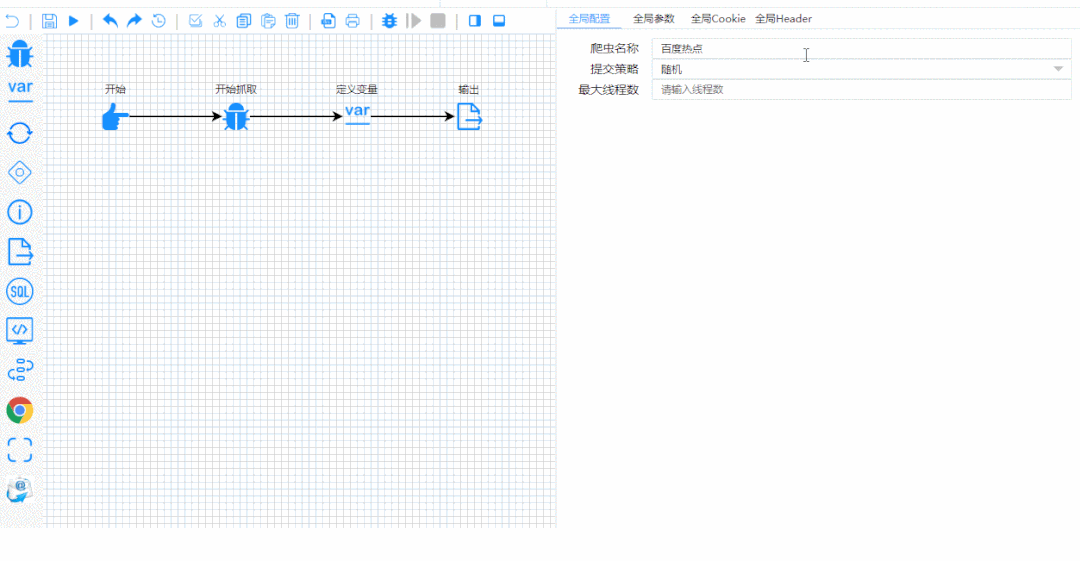 全局配置 全局参数 全局Cookie 全局Header
爬虫名称 百度热点
提交策略 随机
最大线程数 请输入线程数
var
开始 开始抓取 定义变量 输出
var
SQL